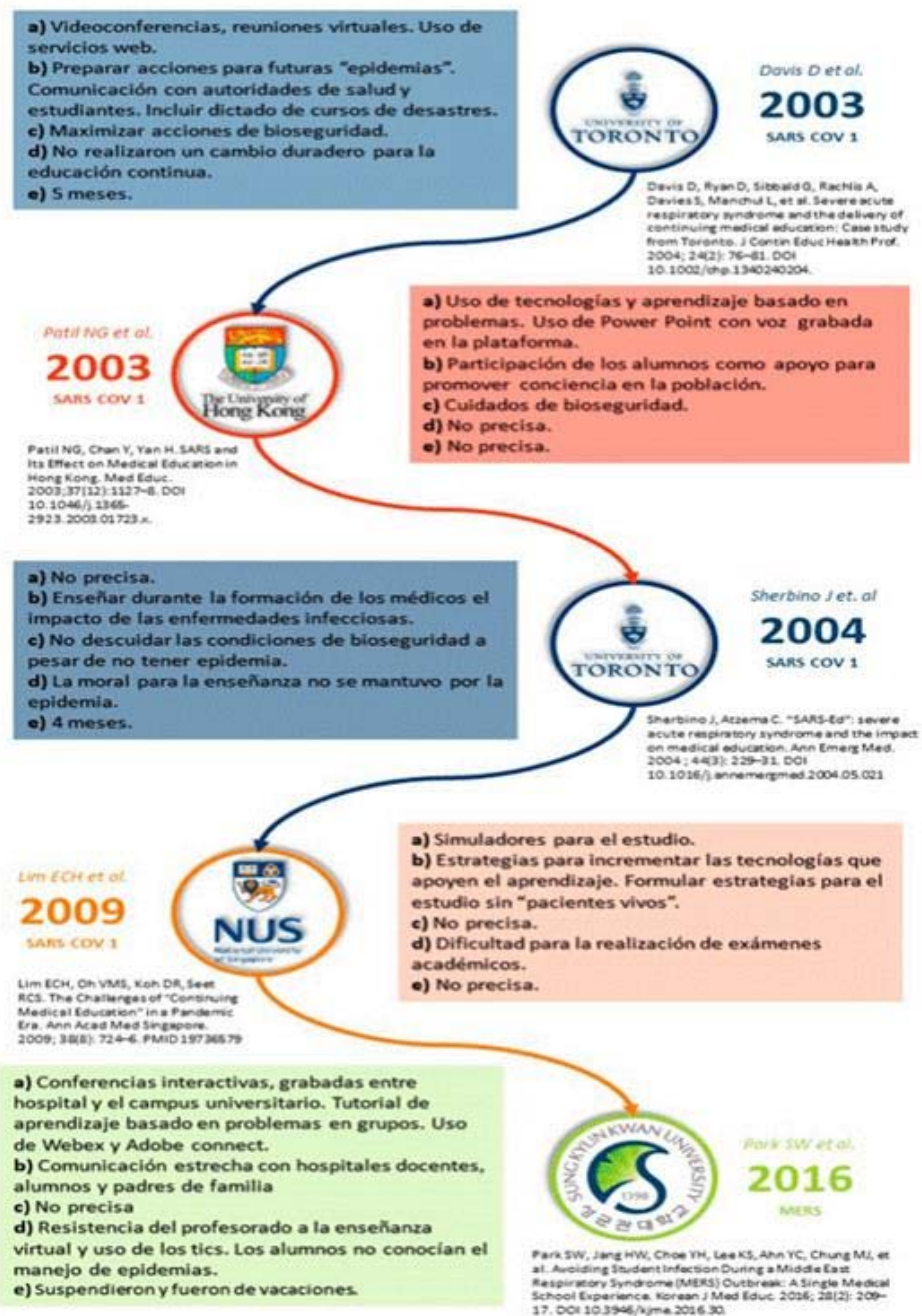 a) Videoconferencias, reuniones virtuales. Uso de
servicios web.
b) Preparar acciones para futuras "epidemias".
Comunicación con autoridades de salud y
estudiantes. Incluir dictado de cursos de desastres.
c) Maximizar acciones de bioseguridad.
d) No realizaron un cambio duradero para la
educación continua.
e) 5 meses.
UNIVERSITY OF
TORONTO
Davis D et al.
2003
SARS COV 1
Davis D, Ryan D, Sibbald G, Rachlis A,
Davies S, Manchul L, et al. Severe acute
respiratory syndrome and the delivery of
continuing medical education: Case study
from Toronto. J Contin Educ Health Prof.
2004; 24(2): 76–81. DOI
10.1002/chp.1340240204.
Patil NG et al.
2003
SARS COV 1
The University of
Hong Kong
Patil NG, Chan Y, Yan H. SARS and
Its Effect on Medical Education in
Hong Kong. Med Educ.
2003;37(12):1127–8. DOI
10.1046/j.1365-
2923.2003.01723.x.
a) Uso de tecnologías y aprendizaje basado en
problemas. Uso de Power Point con voz grabada
en la plataforma.
b) Participación de los alumnos como apoyo para
promover conciencia en la población.
c) Cuidados de bioseguridad.
d) No precisa.
e) No precisa.
a) No precisa.
b) Enseñar durante la formación de los médicos el
impacto de las enfermedades infecciosas.
c) No descuidar las condiciones de bioseguridad a
pesar de no tener epidemia.
d) La moral para la enseñanza no se mantuvo por la
epidemia.
e) 4 meses.
UNIVERSITY OF
TORONTO
Sherbino J et. al
2004
SARS COV 1
Sherbino J, Atzema C. "SARS-Ed": severe
acute respiratory syndrome and the impact
on medical education. Ann Emerg Med.
2004 ; 44(3): 229–31. DOI
10.1016/j.annemergmed.2004.05.021
Lim ECH et al.
2009
SARS COV 1
NUS
National University
of Singapore
Lim ECH, Oh VMS, Koh DR, Seet
RCS. The Challenges of "Continuing
Medical Education" in a Pandemic
Era. Ann Acad Med Singapore.
2009; 38(8): 724–6. PMID 19736579
a) Simuladores para el estudio.
b) Estrategias para incrementar las tecnologías que
apoyen el aprendizaje. Formular estrategias para el
estudio sin "pacientes vivos".
c) No precisa.
d) Dificultad para la realización de exámenes
académicos.
e) No precisa.
a) Conferencias interactivas, grabadas entre
hospital y el campus universitario. Tutorial de
aprendizaje basado en problemas en grupos. Uso
de Webex y Adobe connect.
b) Comunicación estrecha con hospitales docentes,
alumnos y padres de familia
c) No precisa
d) Resistencia del profesorado a la enseñanza
virtual y uso de los tics. Los alumnos no conocían el
manejo de epidemias.
e) Suspendieron y fueron de vacaciones.
SUNGKYUNKWAN UNIVERSITY
1398
성균관대학교
Park SW et al.
2016
MERS
Park SW, Jang HW, Choe YH, Lee KS, Ahn YC, Chung MJ, et
al. Avoiding Student Infection During a Middle East
Respiratory Syndrome (MERS) Outbreak: A Single Medical
School Experience. Korean J Med Educ. 2016; 28(2): 209–
17. DOI 10.3946/kjme.2016.30.